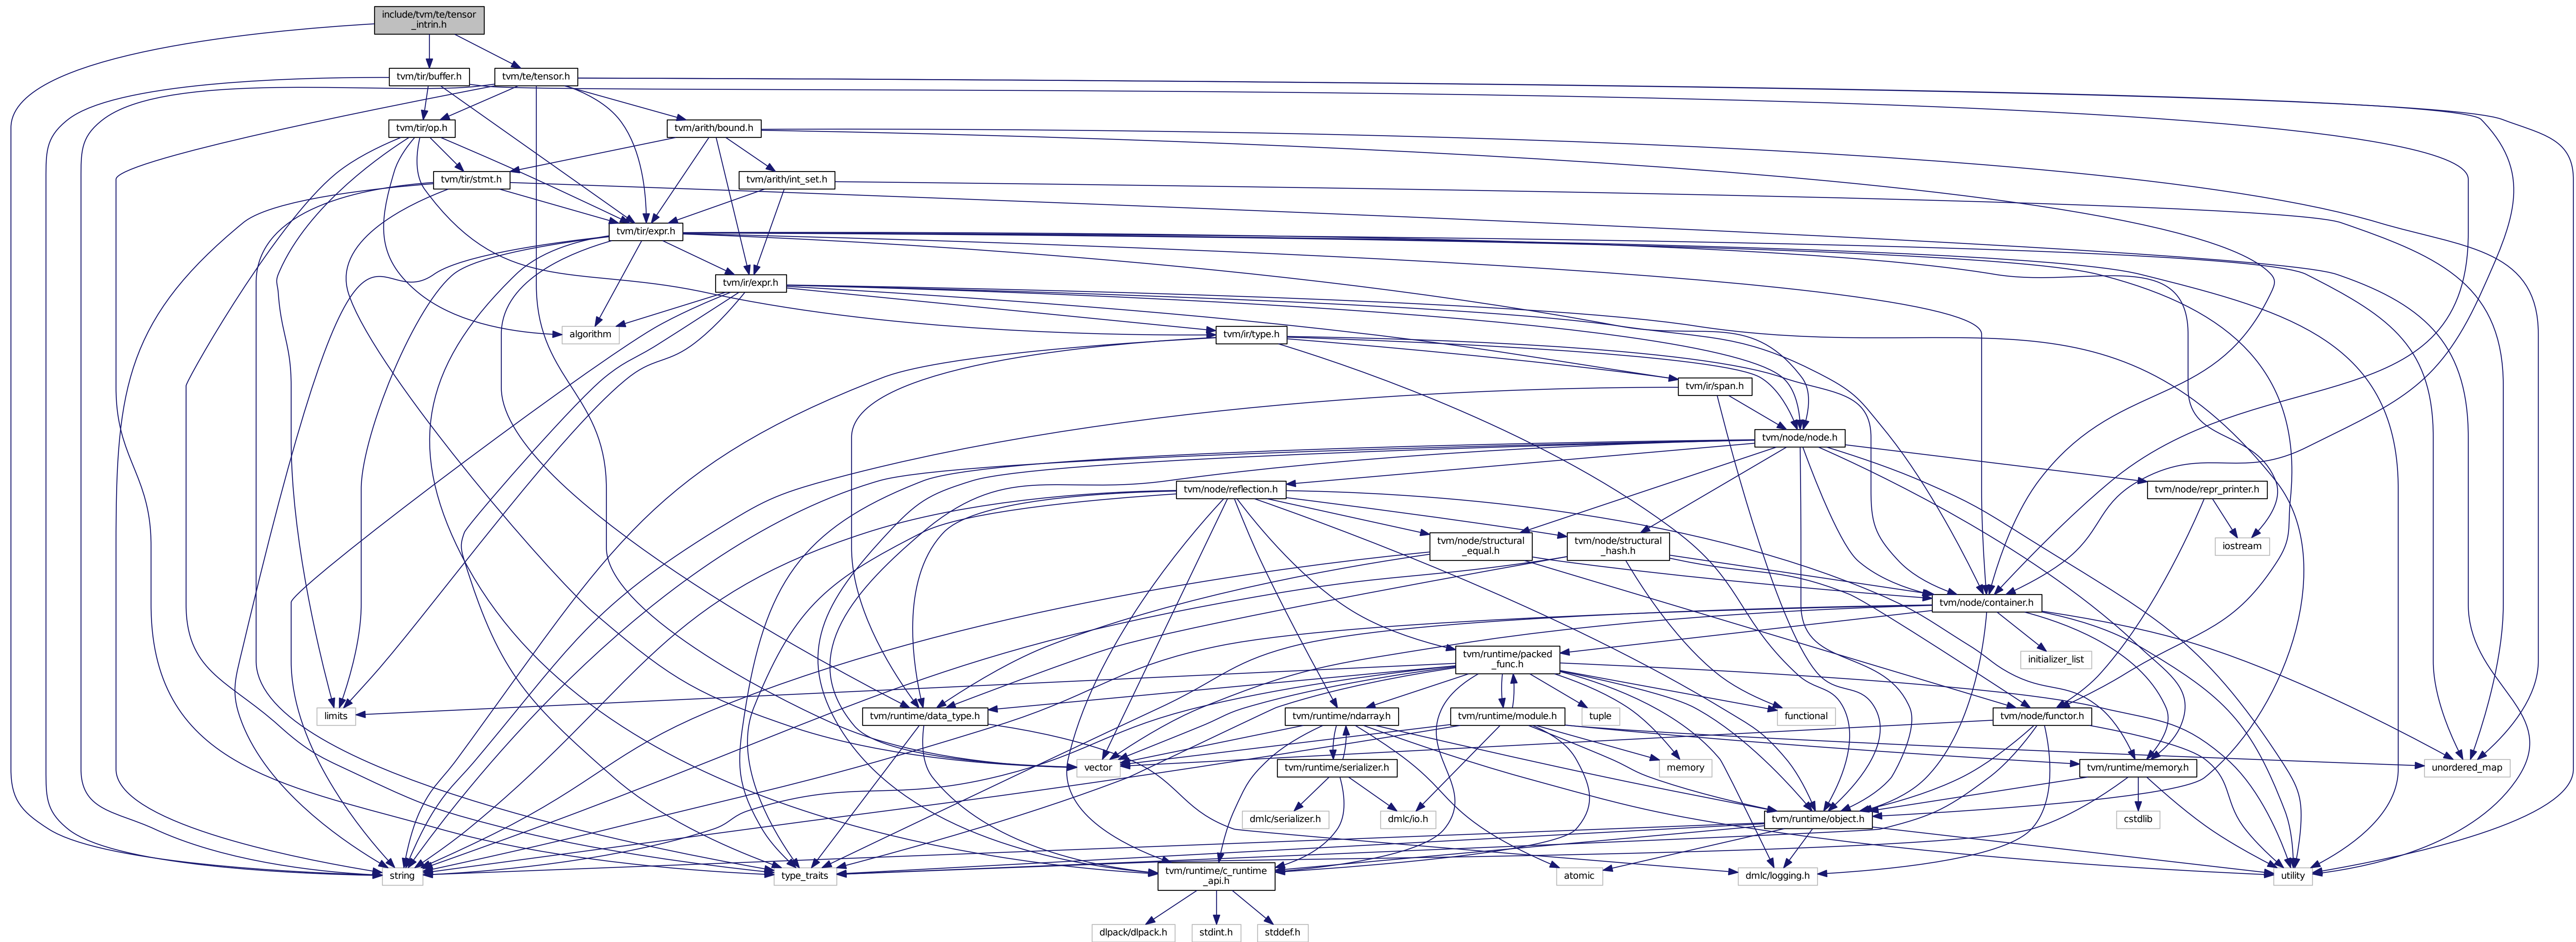 include/tvm/te/tensor
_intrin.h
tvm/tir/buffer.h
tvm/te/tensor.h
tvm/tir/op.h
tvm/arith/bound.h
tvm/tir/stmt.h
tvm/arith/int_set.h
tvm/tir/expr.h
tvm/ir/expr.h
algorithm
tvm/ir/type.h
tvm/ir/span.h
tvm/node/node.h
tvm/node/reflection.h
tvm/node/repr_printer.h
tvm/node/structural
_equal.h
tvm/node/structural
_hash.h
iostream
tvm/node/container.h
tvm/runtime/packed
_func.h
initializer_list
limits
tvm/runtime/data_type.h
tvm/runtime/ndarray.h
tvm/runtime/module.h
tuple
functional
tvm/node/functor.h
vector
tvm/runtime/serializer.h
memory
tvm/runtime/memory.h
unordered_map
dmlc/serializer.h
dmlc/io.h
tvm/runtime/object.h
cstdlib
string
type_traits
tvm/runtime/c_runtime
_api.h
atomic
dmlc/logging.h
utility
dlpack/dlpack.h
stdint.h
stddef.h